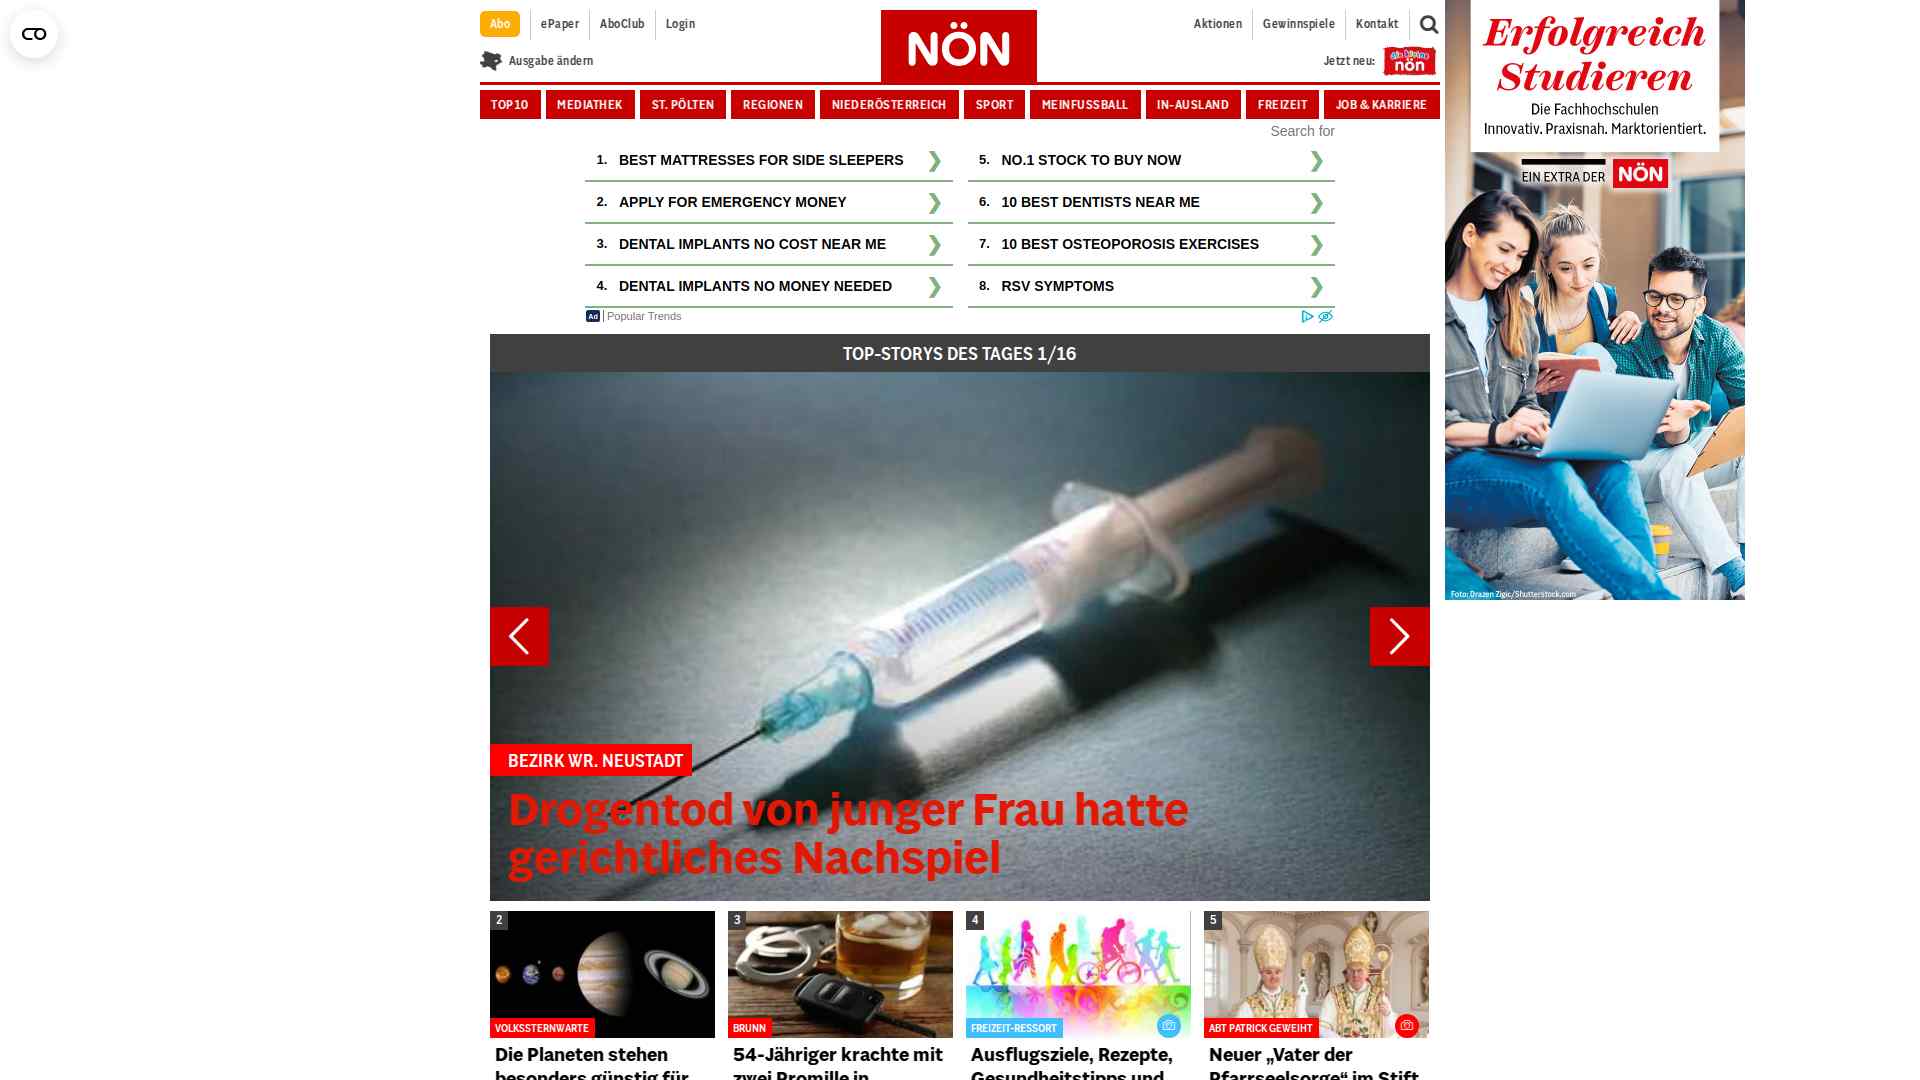 Abo
ePaper
AboClub
Login
NÖN
Aktionen
Gewinnspiele
Kontakt
Ausgabe ändern
Jetzt neu:
die kleine
nön
TOP10
MEDIATHEK
ST. PÖLTEN
REGIONEN
NIEDERÖSTERREICH
SPORT
MEINFUSSBALL
IN-AUSLAND
FREIZEIT
JOB & KARRIERE
Search for
1. BEST MATTRESSES FOR SIDE SLEEPERS
2. APPLY FOR EMERGENCY MONEY
3. DENTAL IMPLANTS NO COST NEAR ME
4. DENTAL IMPLANTS NO MONEY NEEDED
5. NO.1 STOCK TO BUY NOW
6. 10 BEST DENTISTS NEAR ME
7. 10 BEST OSTEOPOROSIS EXERCISES
8. RSV SYMPTOMS
Ad Popular Trends
TOP-STORYS DES TAGES 1/16
BEZIRK WR. NEUSTADT
Drogentod von junger Frau hatte
gerichtliches Nachspiel
2
VOLKSSTERNWARTE
Die Planeten stehen
besonders günstig für
3
BRUNN
54-Jähriger krachte mit
zwei Promille in
4
FREIZEIT-RESSORT
Ausflugsziele, Rezepte,
Gesundheitstipps und
5
ABT PATRICK GEWEIHT
Neuer „Vater der
Pfarrseelsorge“ im Stift
Erfolgreich
Studieren
Die Fachhochschulen
Innovativ. Praxisnah. Marktorientiert.
EIN EXTRA DER NÖN
Foto: Drazen Zigic/Shutterstock.com